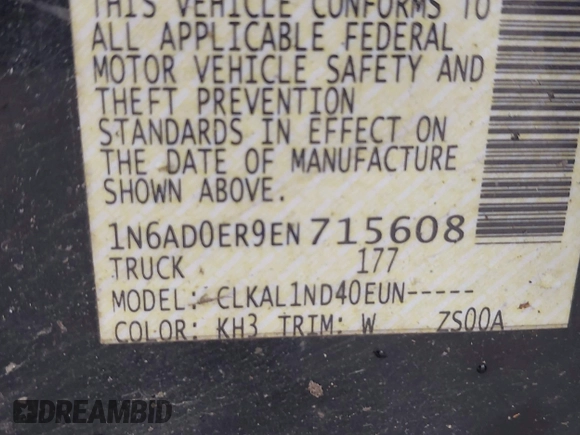 THIS VEHICLE CONFORMS TO
ALL APPLICABLE FEDERAL
MOTOR VEHICLE SAFETY AND
THEFT PREVENTION
STANDARDS IN EFFECT ON
THE DATE OF MANUFACTURE
SHOWN ABOVE.
1N6AD0ER9EN715608
TRUCK 177
MODEL: CLKAL1ND40EUN-----
COLOR: KH3 TRIM: W ZS00A
DREAMBID